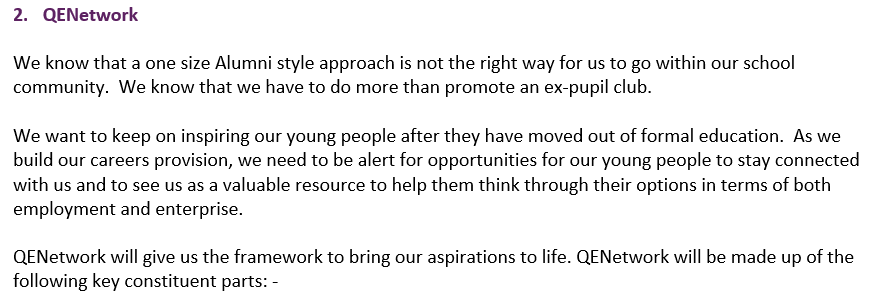 2. QENetwork
We know that a one size Alumni style approach is not the right way for us to go within our school
community. We know that we have to do more than promote an ex-pupil club.
We want to keep on inspiring our young people after they have moved out of formal education. As we
build our careers provision, we need to be alert for opportunities for our young people to stay connected
with us and to see us as a valuable resource to help them think through their options in terms of both
employment and enterprise.
QENetwork will give us the framework to bring our aspirations to life. QENetwork will be made up of the
following key constituent parts: -